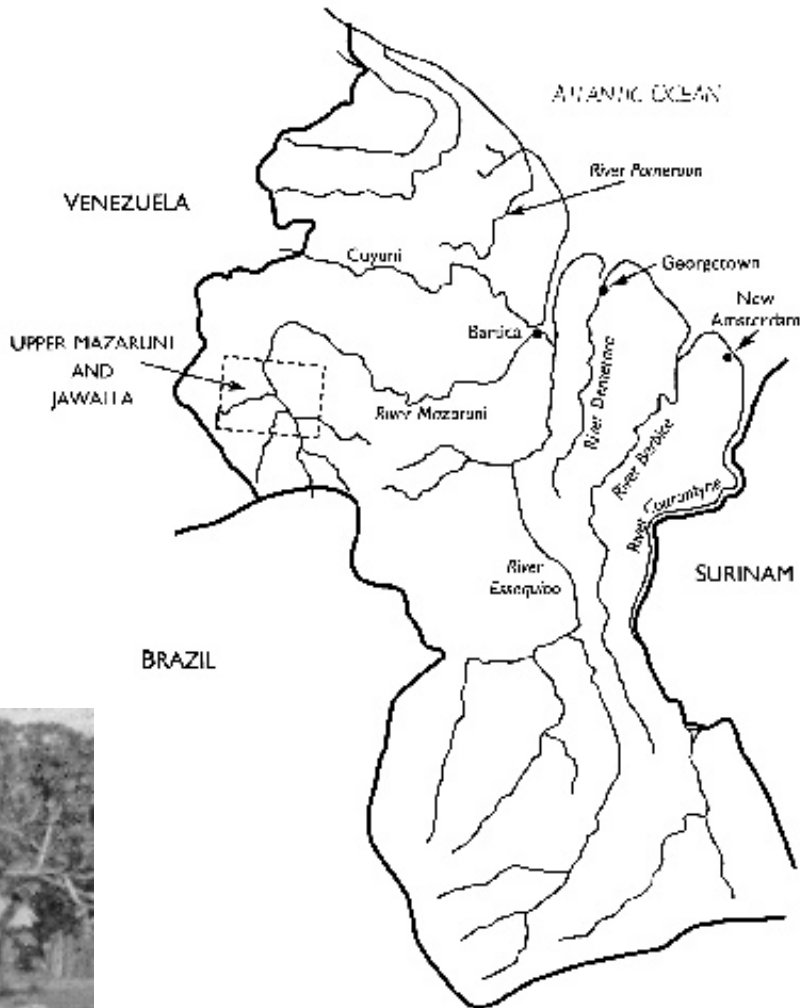 ATLANTIC OCEAN
River Pomeroon
VENEZUELA
Cuyuni
Georgetown
New
Amsterdam
Bartica
UPPER MAZARUNI
AND
JAWALLA
River Mazaruni
River Demerara
River Berbice
River Courantyne
River
Essequibo
SURINAM
BRAZIL